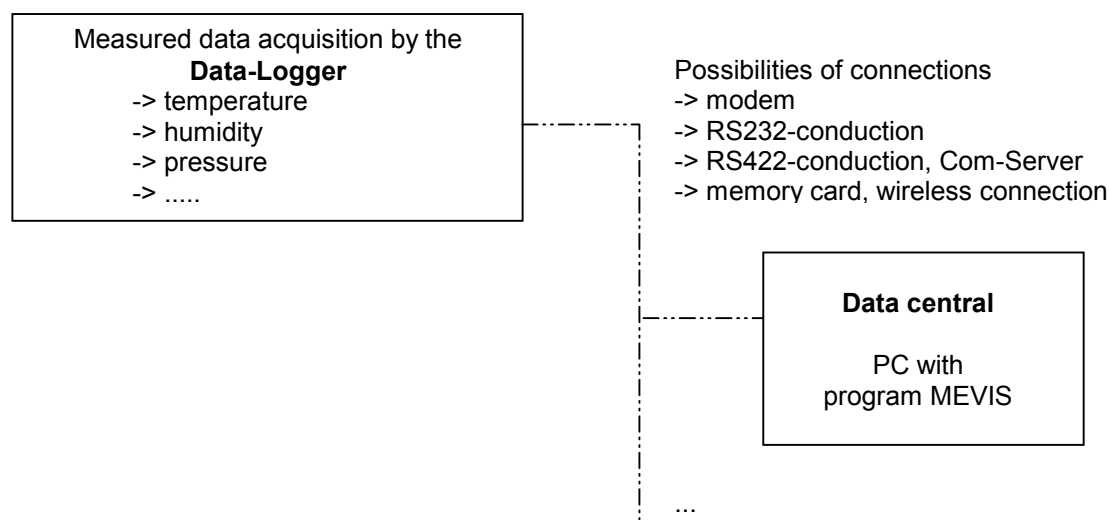 Measured data acquisition by the
Data-Logger
-> temperature
-> humidity
-> pressure
-> .....
Possibilities of connections
-> modem
-> RS232-conduction
-> RS422-conduction, Com-Server
-> memory card, wireless connection
Data central
PC with
program MEVIS
...